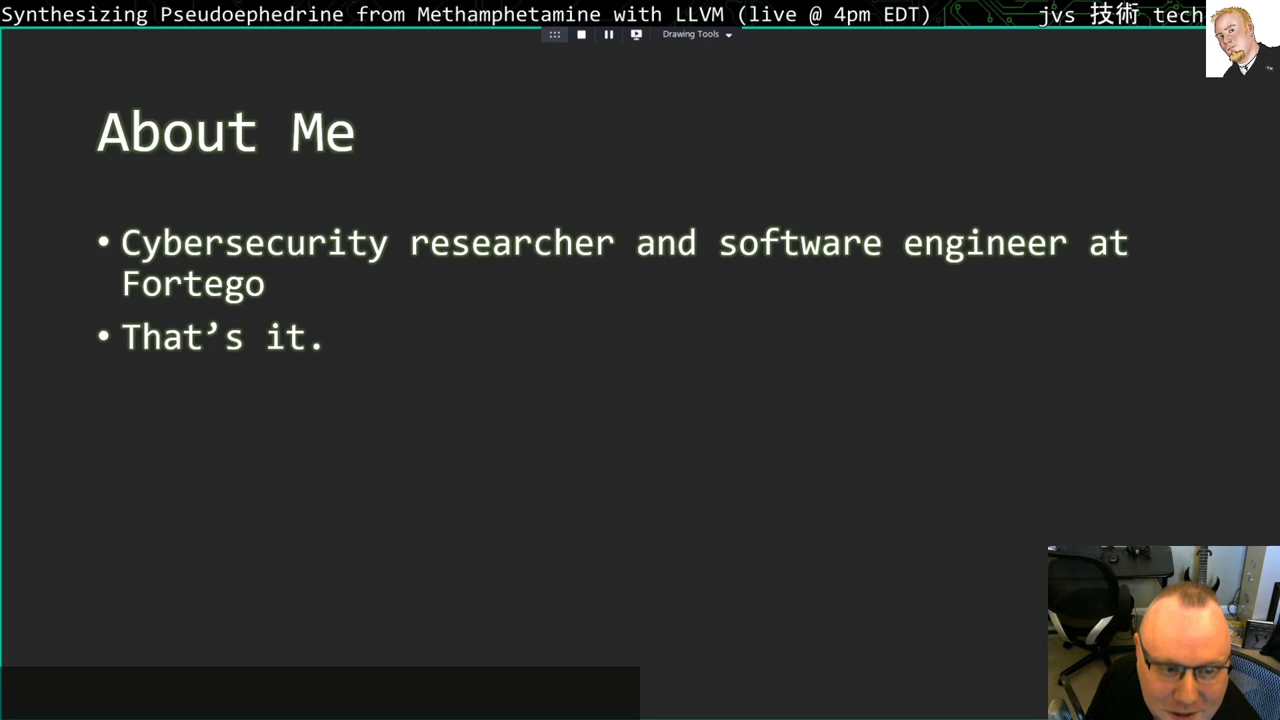 Synthesizing Pseudoephedrine from Methamphetamine with LLVM (live @ 4pm EDT)
jvs 技術 tech
Drawing Tools
About Me
• Cybersecurity researcher and software engineer at
Fortego
• That’s it.